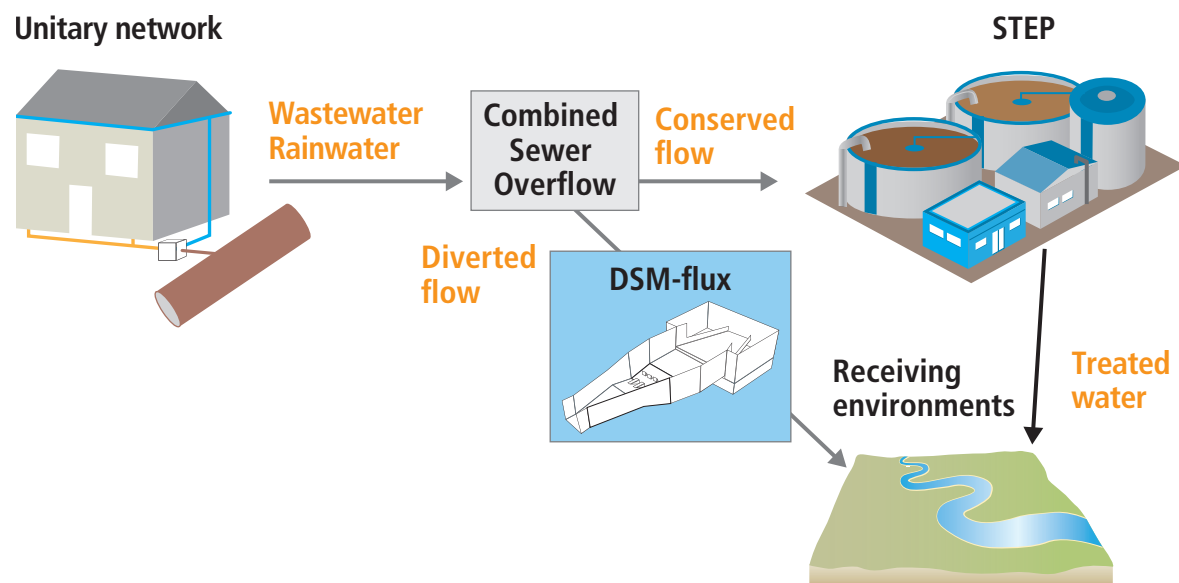 Unitary network
STEP
Wastewater
Rainwater
Combined
Sewer
Overflow
Conserved
flow
Diverted
flow
DSM-flux
Receiving
environments
Treated
water